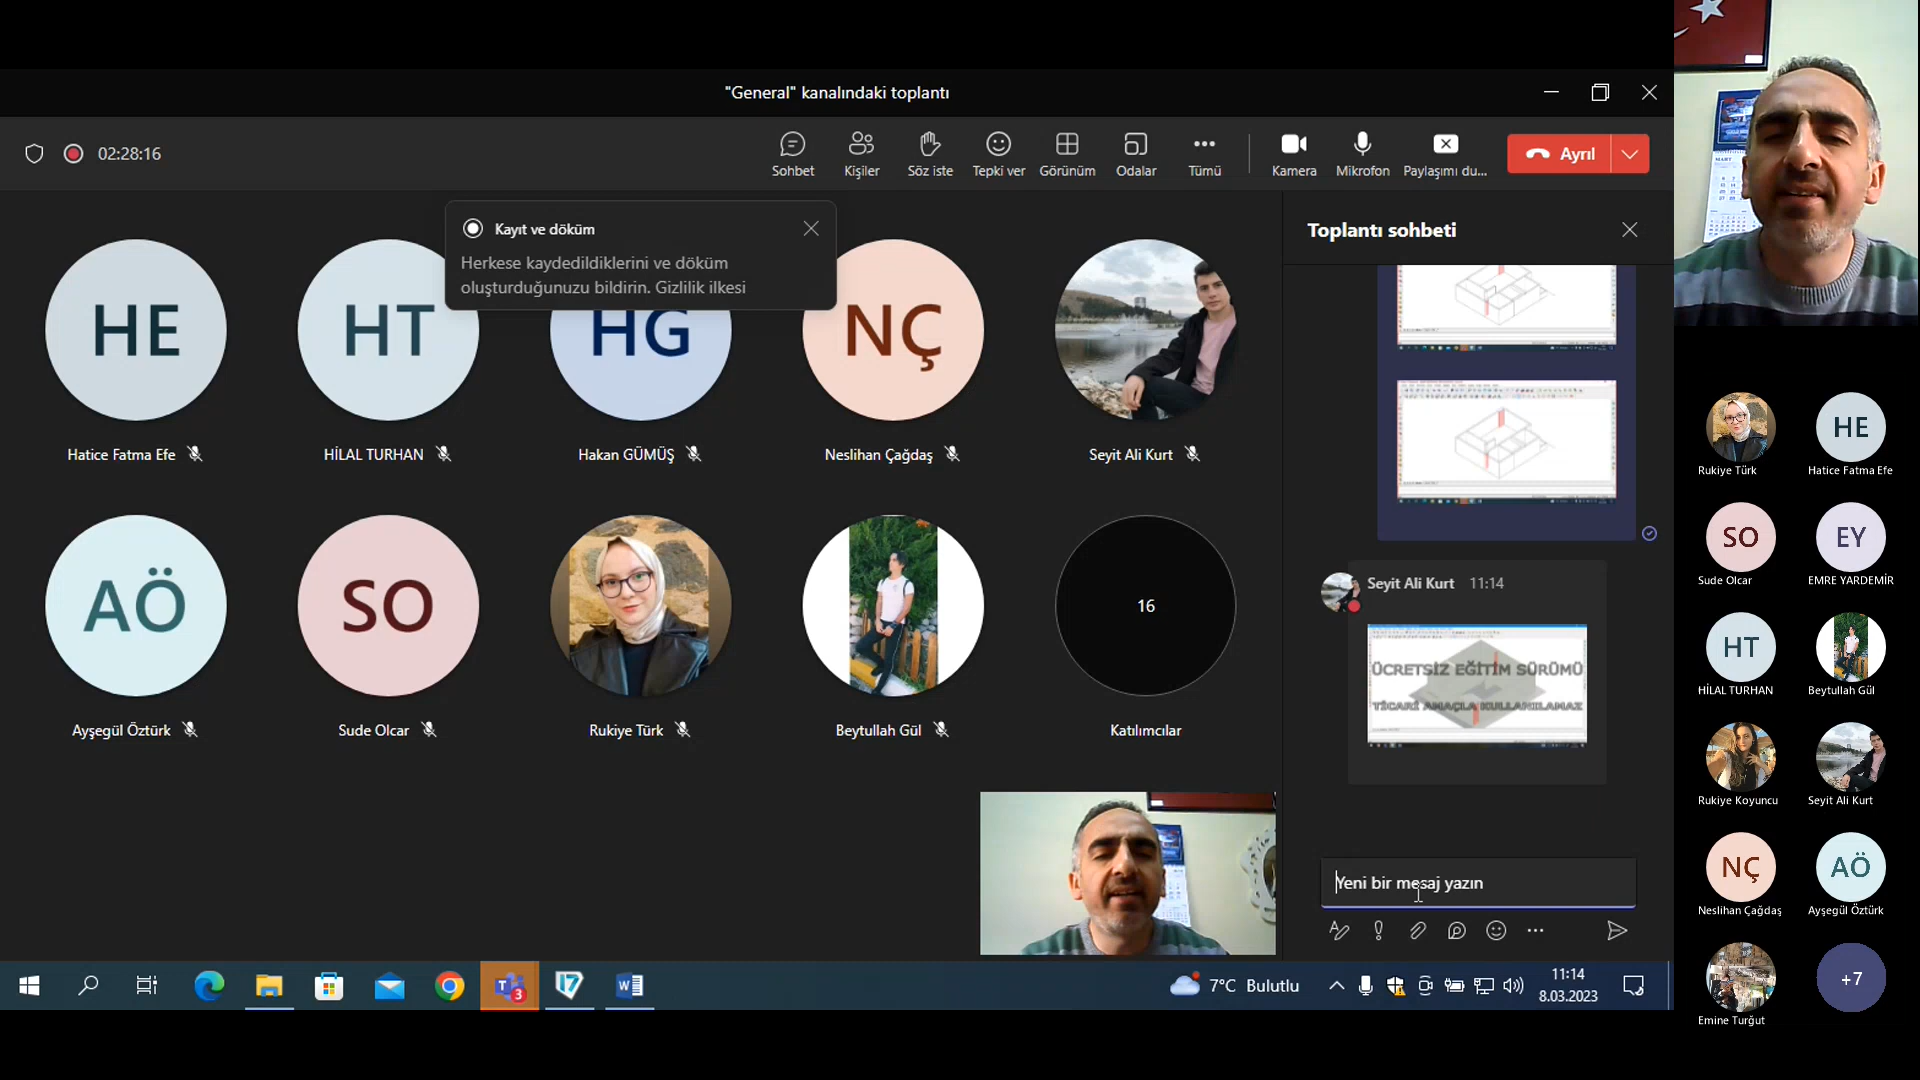 "General" kanalındaki toplantı
02:28:16
Sohbet
Kişiler
Söz iste
Tepki ver
Görünüm
Odalar
Tümü
Kamera
Mikrofon
Paylaşımı du...
Ayrıl
Kayıt ve döküm
Herkese kaydedildiklerini ve döküm
oluşturduğunuzu bildirin. Gizlilik ilkesi
HE
HT
HG
NÇ
Hatice Fatma Efe
HİLAL TURHAN
Hakan GÜMÜŞ
Neslihan Çağdaş
Seyit Ali Kurt
AÖ
SO
16
Ayşegül Öztürk
Sude Olcar
Rukiye Türk
Beytullah Gül
Katılımcılar
Toplantı sohbeti
Seyit Ali Kurt 11:14
ÜCRETSİZ EĞİTİM SÜRÜMÜ
TİCARİ AMAÇLA KULLANILAMAZ
Yeni bir mesaj yazın
T
3
W
7°C Bulutlu
11:14
8.03.2023
MART
HE
Rukiye Türk
Hatice Fatma Efe
SO
EY
Sude Olcar
EMRE YARDEMİR
HT
HİLAL TURHAN
Beytullah Gül
Rukiye Koyuncu
Seyit Ali Kurt
NÇ
AÖ
Neslihan Çağdaş
Ayşegül Öztürk
+7
Emine Turğut